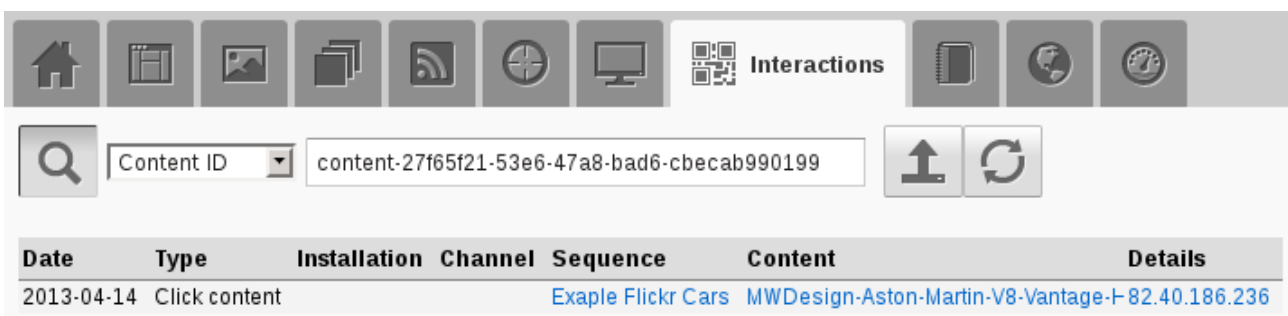 Interactions
Content ID content-27f65f21-53e6-47a8-bad6-cbecab990199
Date Type Installation Channel Sequence Content Details
2013-04-14 Click content Exaple Flickr Cars MWDesign-Aston-Martin-V8-Vantage- 82.40.186.236